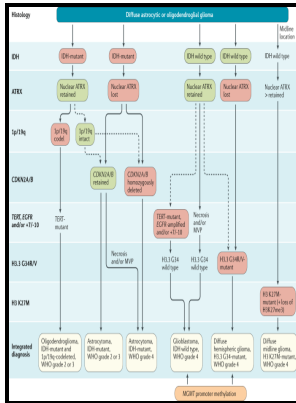 Histology
Diffuse astrocytic or oligodendroglial glioma
Midline
location
IDH
IDH-mutant
IDH-mutant
IDH wild type
IDH wild type
IDH wild type
ATRX
Nuclear ATRX
retained
Nuclear ATRX
lost
Nuclear ATRX
retained
Nuclear ATRX
lost
Nuclear ATRX
retained
1p/19q
1p/19q
codel
1p/19q
intact
CDKN2A/B
CDKN2A/B
retained
CDKN2A/B
homozygously
deleted
TERT, EGFR
and/or +7/-10
TERT-
mutant
TERT-mutant,
EGFR-amplified
and/or +7/-10
Necrosis
and/or
MVP
H3.3 G34R/V
Necrosis
and/or MVP
H3.3 G34
wild type
H3.3 G34
wild type
H3.3 G34R/V-
mutant
H3 K27M
H3 K27M-
mutant (+ loss of
H3K27me3)
Integrated
diagnosis
Oligodendroglioma,
IDH-mutant and
1p/19q-codeleted,
WHO grade 2 or 3
Astrocytoma,
IDH-mutant,
WHO grade 2 or 3
Astrocytoma,
IDH-mutant,
WHO grade 4
Glioblastoma,
IDH wild type,
WHO grade 4
Diffuse
hemispheric glioma,
H3.3 G34-mutant,
WHO grade 4
Diffuse
midline glioma,
H3 K27M-mutant,
WHO grade 4
MGMT promoter methylation